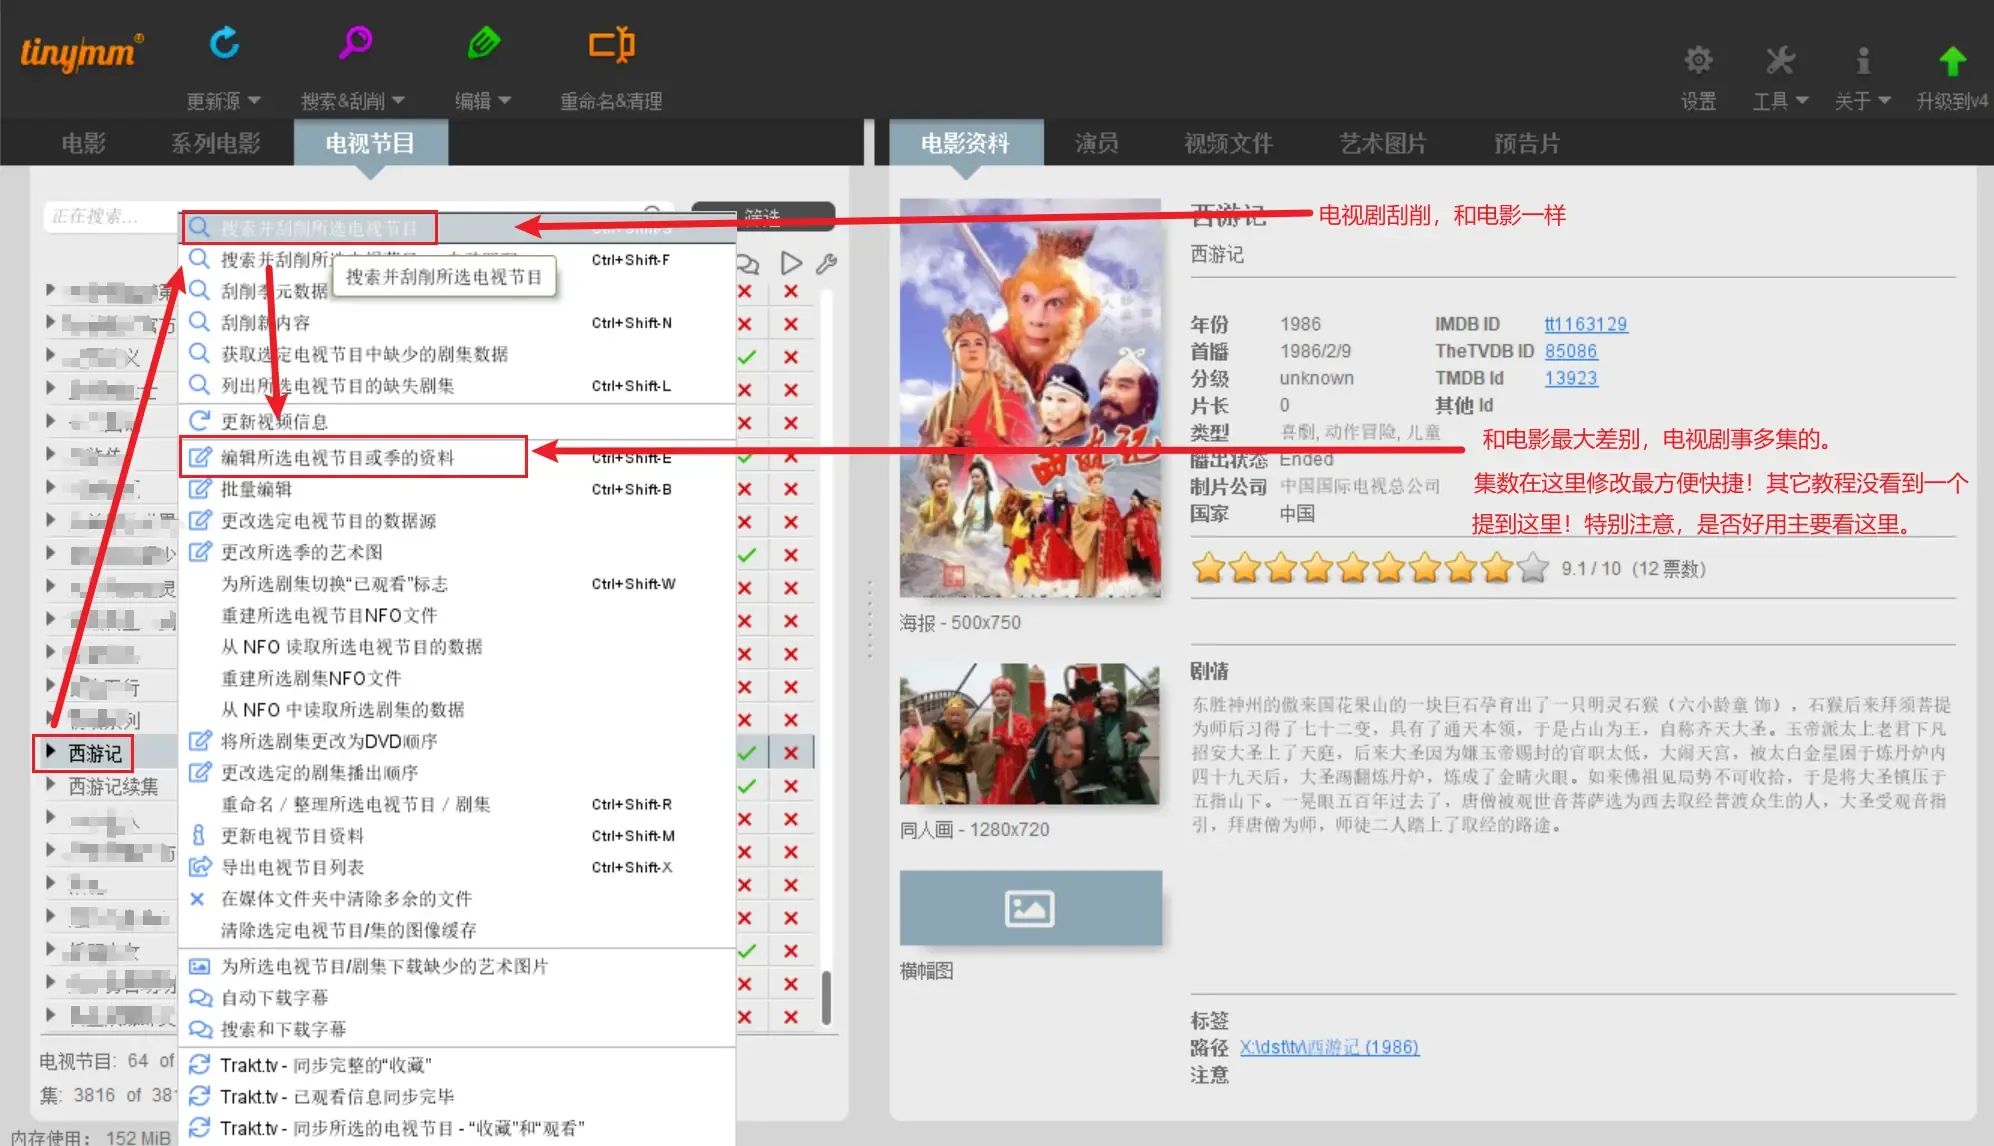 tinymm
更新源
搜索&刮削
编辑
重命名&清理
设置
工具
关于
升级到v4
电影
系列电影
电视节目
电影资料
演员
视频文件
艺术图片
预告片
正在搜索...
筛选
搜索并刮削所选电视节目
搜索并刮削所 Ctrl+Shift-F
搜索并刮削所选电视节目
刮削季元数据
刮削新内容 Ctrl+Shift-N
获取选定电视节目中缺少的剧集数据
列出所选电视节目的缺失剧集 Ctrl+Shift-L
更新视频信息
编辑所选电视节目或季的资料 Ctrl+Shift-E
批量编辑 Ctrl+Shift-B
更改选定电视节目的数据源
更改所选季的艺术图
为所选剧集切换“已观看”标志 Ctrl+Shift-W
重建所选电视节目NFO文件
从 NFO 读取所选电视节目的数据
重建所选剧集NFO文件
从 NFO 中读取所选剧集的数据
将所选剧集更改为DVD顺序
更改选定的剧集播出顺序
重命名 / 整理所选电视节目 / 剧集 Ctrl+Shift-R
更新电视节目资料 Ctrl+Shift-M
导出电视节目列表 Ctrl+Shift-X
在媒体文件夹中清除多余的文件
清除选定电视节目/集的图像缓存
为所选电视节目/剧集下载缺少的艺术图片
自动下载字幕
搜索和下载字幕
Trakt.tv - 同步完整的“收藏”
Trakt.tv - 已观看信息同步完毕
Trakt.tv - 同步所选的电视节目 - “收藏”和“观看”
西游记
西游记续集
电视节目: 64 of
集: 3816 of 381
内存使用: 152 MiB
电视剧刮削，和电影一样
西游记
西游记
年份 1986 IMDB ID tt1163129
首播 1986/2/9 TheTVDB ID 85086
分级 unknown TMDB Id 13923
片长 0 其他 Id
类型 喜剧, 动作冒险, 儿童
播出状态 Ended
制片公司 中国国际电视总公司
国家 中国
和电影最大差别，电视剧事多集的。
集数在这里修改最方便快捷！其它教程没看到一个
提到这里！特别注意，是否好用主要看这里。
9.1 / 10 (12 票数)
西游记
海报 - 500x750
同人画 - 1280x720
横幅图
剧情
东胜神州的傲来国花果山的一块巨石孕育出了一只明灵石猴（六小龄童 饰），石猴后来拜须菩提
为师后习得了七十二变，具有了通天本领，于是占山为王，自称齐天大圣。玉帝派太上老君下凡
招安大圣上了天庭，后来大圣因为嫌玉帝赐封的官职太低，大闹天宫，被太白金星困于炼丹炉内
四十九天后，大圣踢翻炼丹炉，炼成了金睛火眼。如来佛祖见局势不可收拾，于是将大圣镇压于
五指山下。一晃眼五百年过去了，唐僧被观世音菩萨选为西去取经普渡众生的人，大圣受观音指
引，拜唐僧为师，师徒二人踏上了取经的路途。
标签
路径 X:\dst\tv\西游记 (1986)
注意